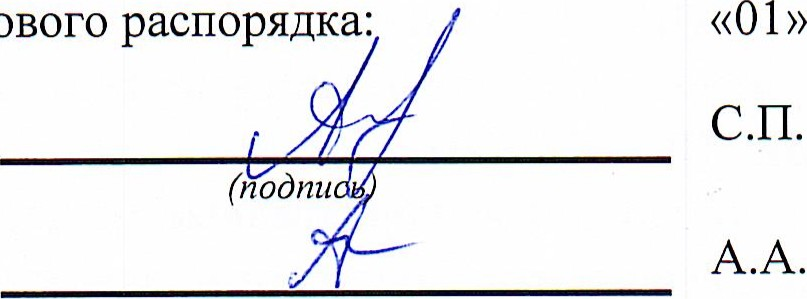 ового распорядка: «01»
С.П.
(подпись)
А.А.